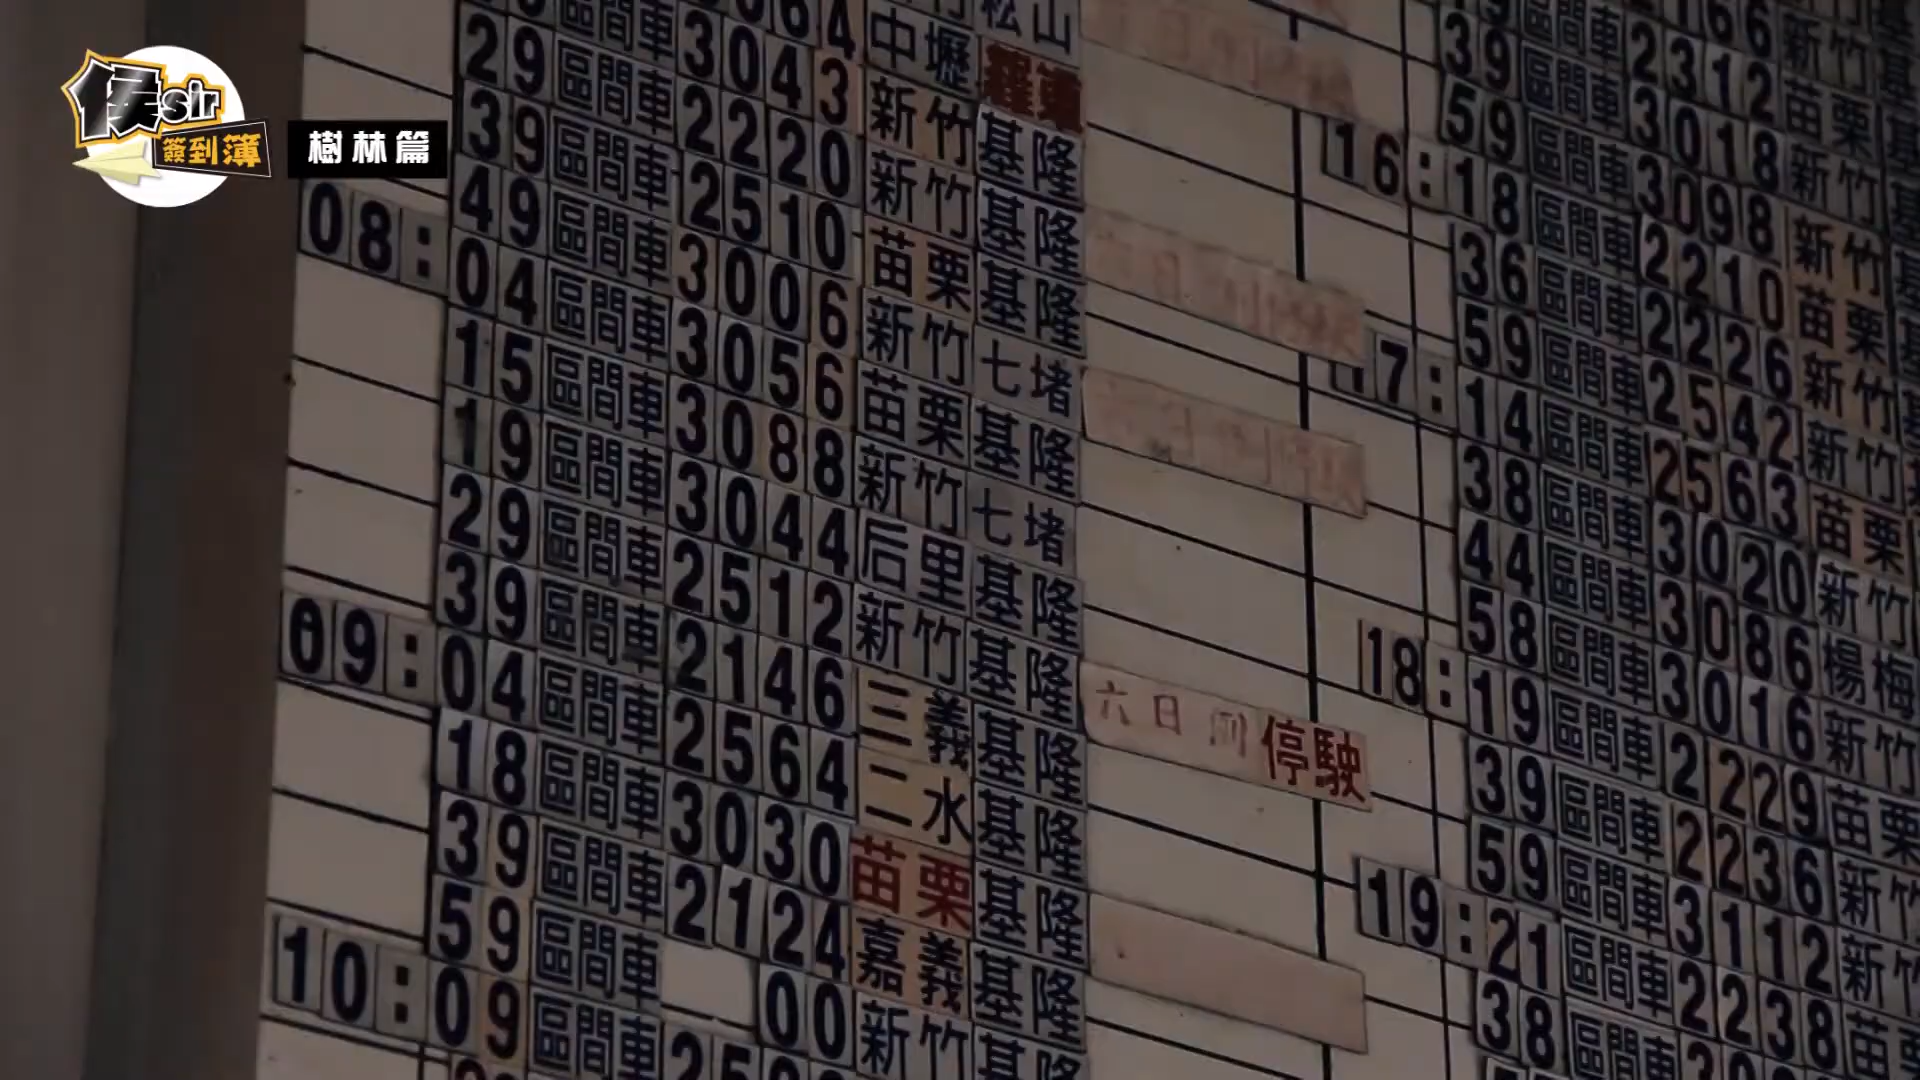 侯sir
簽到簿
樹林篇
松山
中壢
區間車 3043 新竹 基隆
29 區間車 2220 新竹 基隆
39 區間車 2510 苗栗 基隆
49 區間車 3006 新竹 七堵
08:04 區間車 3056 苗栗 基隆
15 區間車 3088 新竹 七堵
19 區間車 3044 后里 基隆
29 區間車 2512 新竹 基隆 六日 停駛
39 區間車 2146 三義 基隆
09:04 區間車 2564 二水 基隆
18 區間車 3030 苗栗 基隆
39 區間車 2124 嘉義 基隆
59 區間車 00 新竹 基隆
10:09 區間車
區間車 2312 苗栗
39 區間車 3018 新竹
59 區間車 3098 新竹
16:18 區間車 2210 苗栗
36 區間車 2226 新竹
59 區間車 2542 新竹
17:14 區間車 2563 苗栗
38 區間車 3020 新竹
44 區間車 3086 楊梅
58 區間車 3016 新竹
18:19 區間車 2229 苗栗
39 區間車 2236 新竹
59 區間車 3112 新竹
19:21 區間車 2238 苗栗
38 區間車